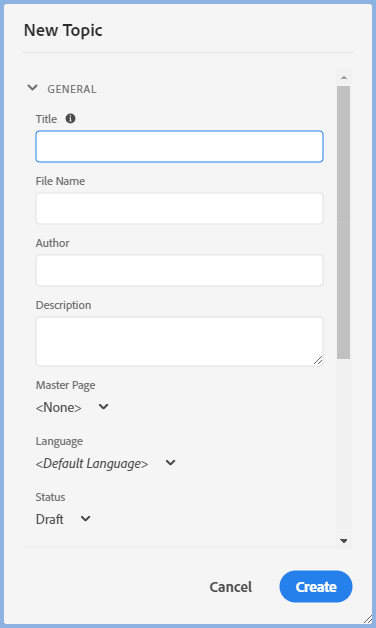 New Topic
GENERAL
Title
File Name
Author
Description
Master Page
<None>
Language
<Default Language>
Status
Draft
Cancel Create